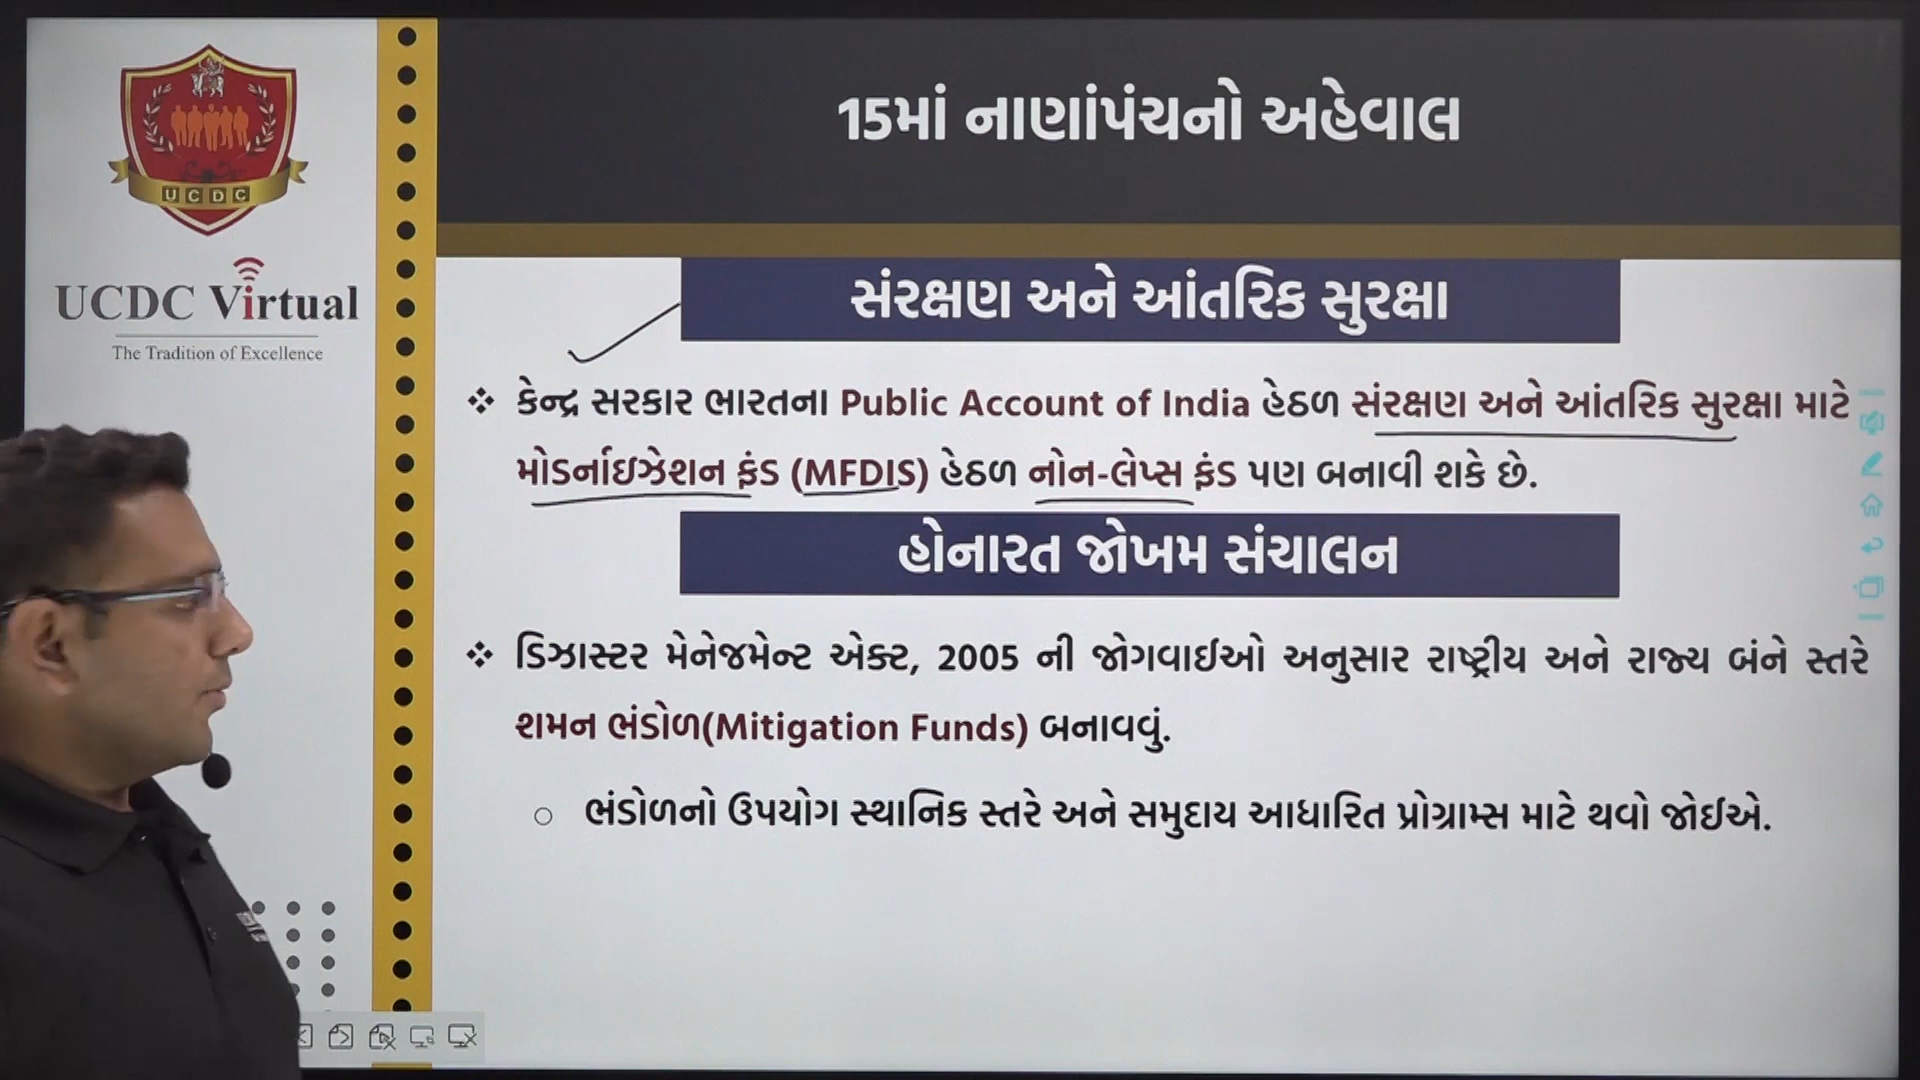 UCDC
UCDC Virtual
The Tradition of Excellence
15માં નાણાંપંચનો અહેવાલ
સંરક્ષણ અને આંતરિક સુરક્ષા
❖ કેન્દ્ર સરકાર ભારતના Public Account of India હેઠળ સંરક્ષણ અને આંતરિક સુરક્ષા માટે
મોડર્નાઇઝેશન ફંડ (MFDIS) હેઠળ નોન-લેપ્સ ફંડ પણ બનાવી શકે છે.
હોનારત જોખમ સંચાલન
❖ ડિઝાસ્ટર મેનેજમેન્ટ એક્ટ, 2005 ની જોગવાઈઓ અનુસાર રાષ્ટ્રીય અને રાજ્ય બંને સ્તરે
શમન ભંડોળ(Mitigation Funds) બનાવવું.
○ ભંડોળનો ઉપયોગ સ્થાનિક સ્તરે અને સમુદાય આધારિત પ્રોગ્રામ્સ માટે થવો જોઈએ.